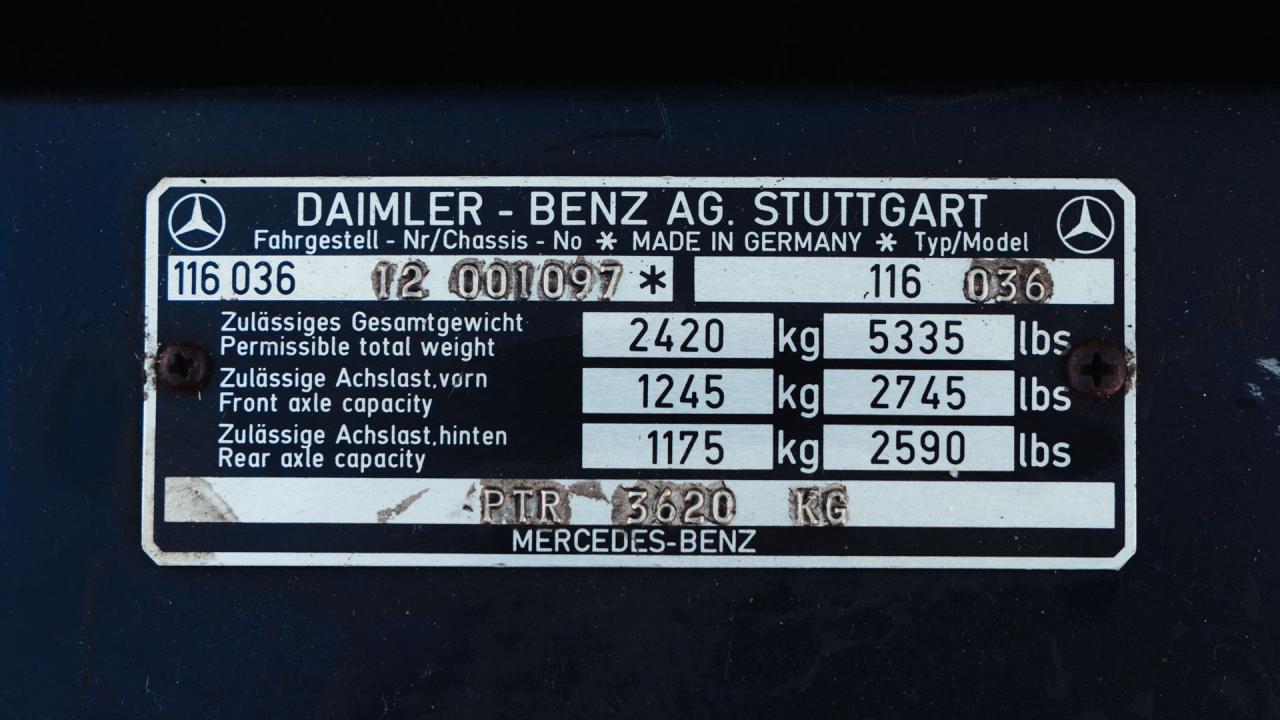 DAIMLER - BENZ AG. STUTTGART
Fahrgestell - Nr/Chassis - No * MADE IN GERMANY * Typ/Model
116 036 12 001097 * 116 036
Zulässiges Gesamtgewicht
Permissible total weight 2420 kg 5335 lbs
Zulässige Achslast,vorn
Front axle capacity 1245 kg 2745 lbs
Zulässige Achslast,hinten
Rear axle capacity 1175 kg 2590 lbs
PTR 3620 KG
MERCEDES-BENZ